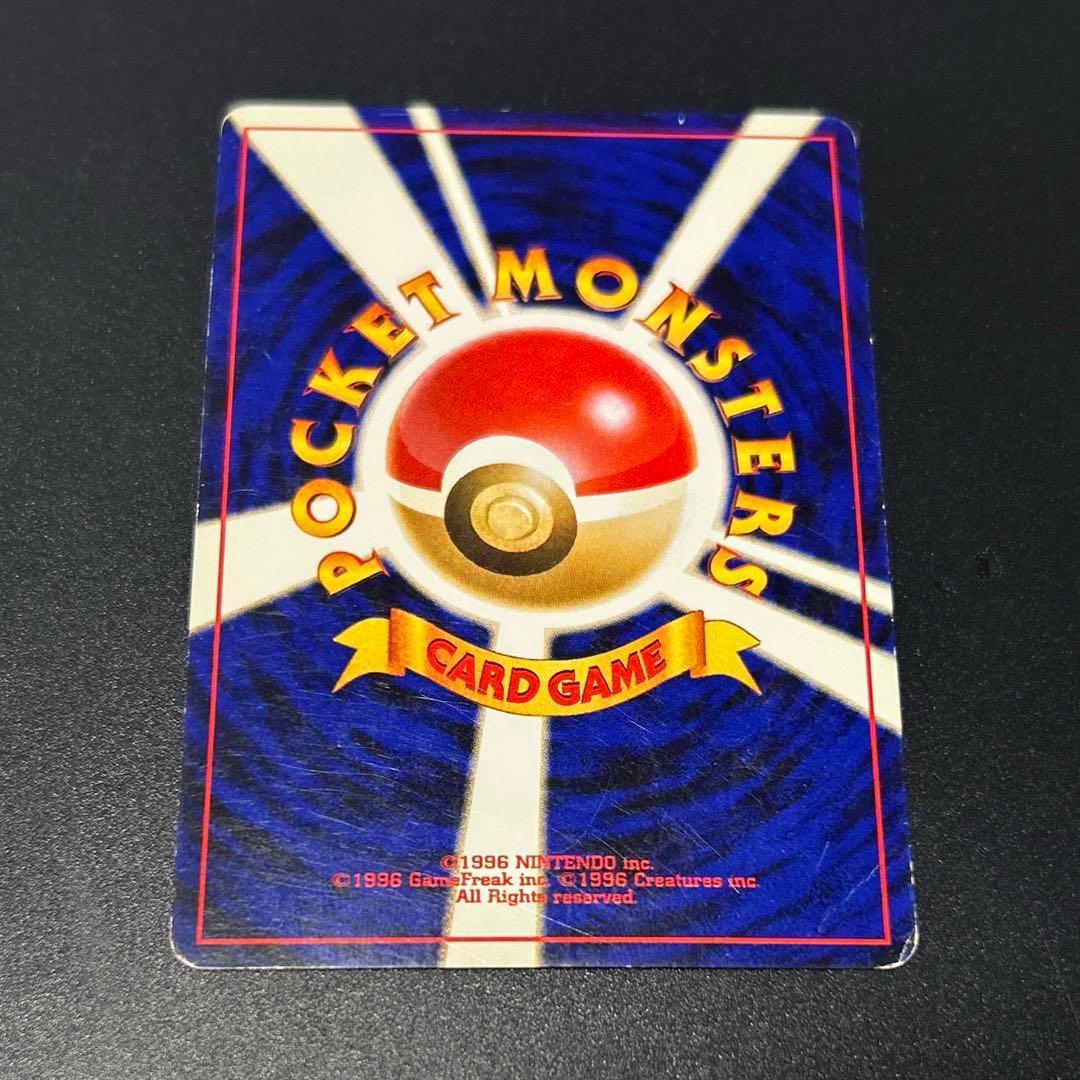 POCKET MONSTERS
CARD GAME
©1996 NINTENDO inc.
©1996 GameFreak inc. ©1996 Creatures inc.
All Rights reserved.